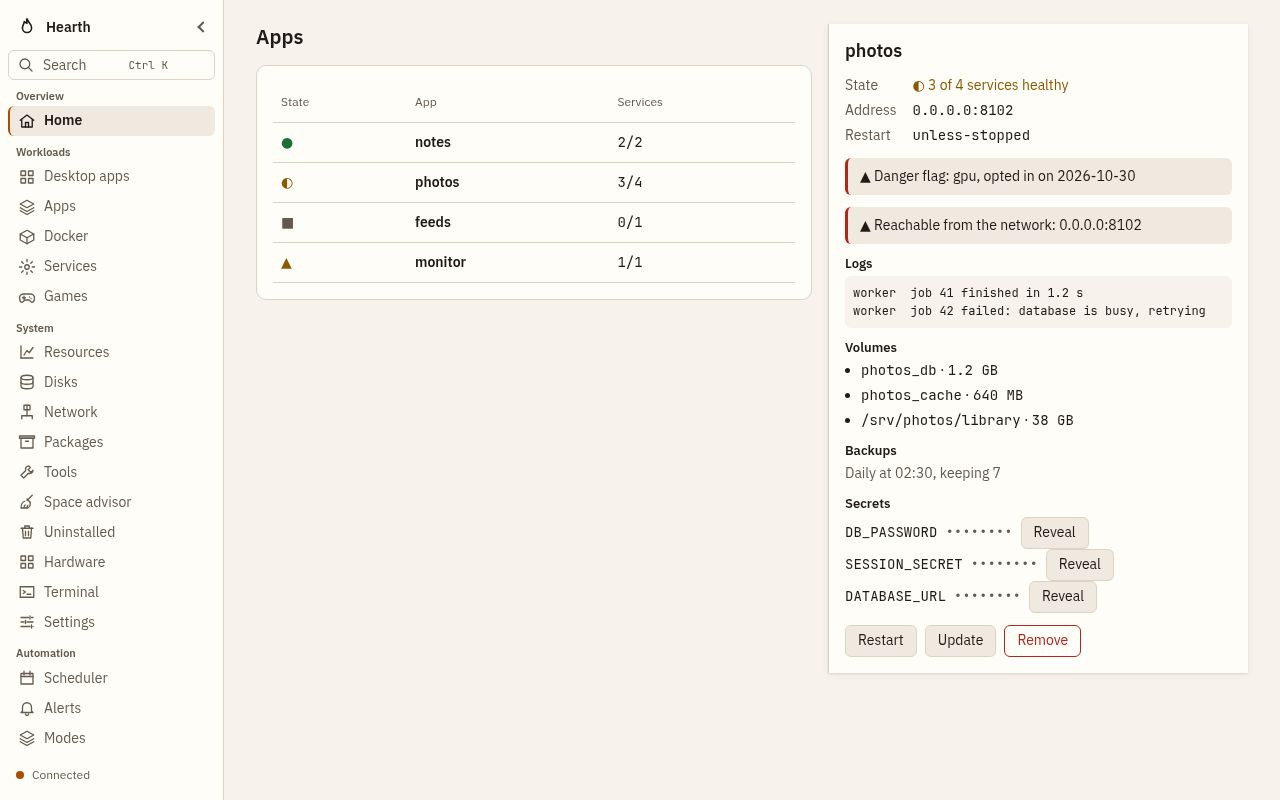 Hearth
Search Ctrl K
Overview
Home
Workloads
Desktop apps
Apps
Docker
Services
Games
System
Resources
Disks
Network
Packages
Tools
Space advisor
Uninstalled
Hardware
Terminal
Settings
Automation
Scheduler
Alerts
Modes
Connected
Apps
State App Services
notes 2/2
photos 3/4
feeds 0/1
monitor 1/1
photos
State 3 of 4 services healthy
Address 0.0.0.0:8102
Restart unless-stopped
Danger flag: gpu, opted in on 2026-10-30
Reachable from the network: 0.0.0.0:8102
Logs
worker job 41 finished in 1.2 s
worker job 42 failed: database is busy, retrying
Volumes
photos_db · 1.2 GB
photos_cache · 640 MB
/srv/photos/library · 38 GB
Backups
Daily at 02:30, keeping 7
Secrets
DB_PASSWORD •••••••• Reveal
SESSION_SECRET •••••••• Reveal
DATABASE_URL •••••••• Reveal
Restart Update Remove